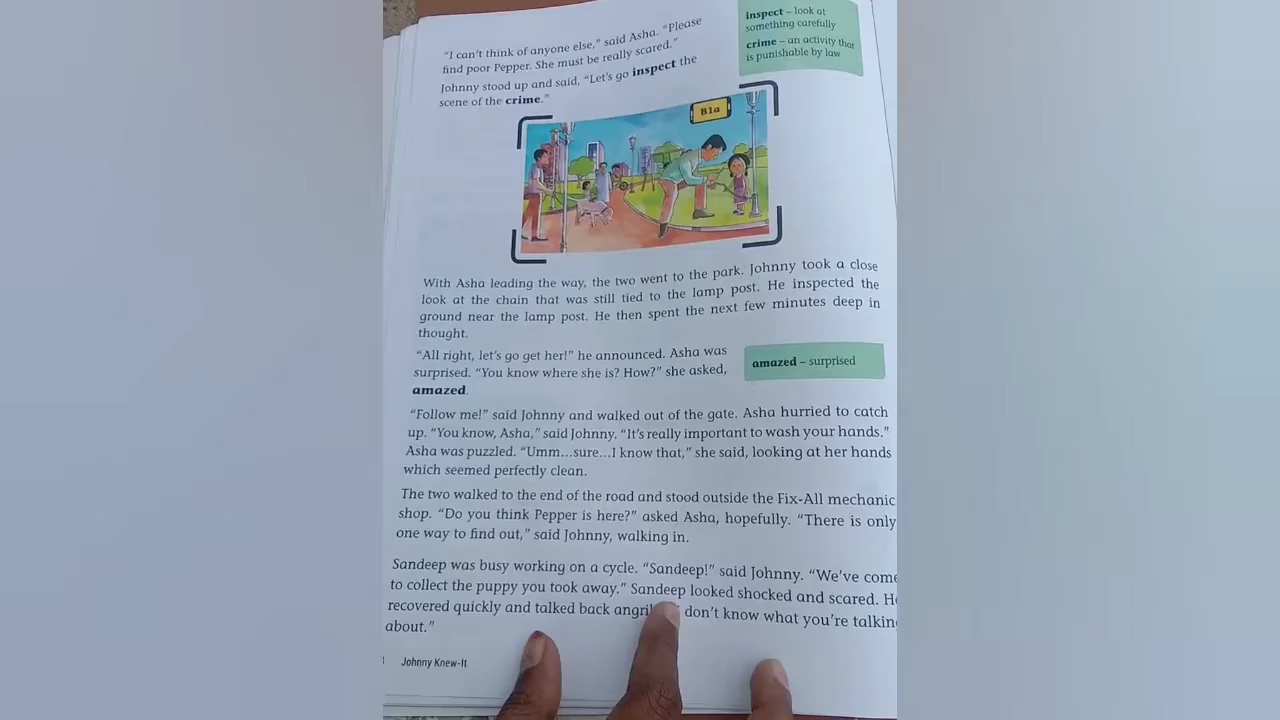 "I can't think of anyone else," said Asha. "Please
find poor Pepper. She must be really scared."
Johnny stood up and said, "Let's go inspect the
scene of the crime."
inspect – look at
something carefully
crime – an activity that
is punishable by law
B1a
With Asha leading the way, the two went to the park. Johnny took a close
look at the chain that was still tied to the lamp post. He inspected the
ground near the lamp post. He then spent the next few minutes deep in
thought.
"All right, let's go get her!" he announced. Asha was
surprised. "You know where she is? How?" she asked,
amazed.
amazed – surprised
"Follow me!" said Johnny and walked out of the gate. Asha hurried to catch
up. "You know, Asha," said Johnny. "It's really important to wash your hands."
Asha was puzzled. "Umm...sure...I know that," she said, looking at her hands
which seemed perfectly clean.
The two walked to the end of the road and stood outside the Fix-All mechanic
shop. "Do you think Pepper is here?" asked Asha, hopefully. "There is only
one way to find out," said Johnny, walking in.
Sandeep was busy working on a cycle. "Sandeep!" said Johnny. "We've come
to collect the puppy you took away." Sandeep looked shocked and scared.
recovered quickly and talked back don't know what you're
about."
Johnny Knew-It